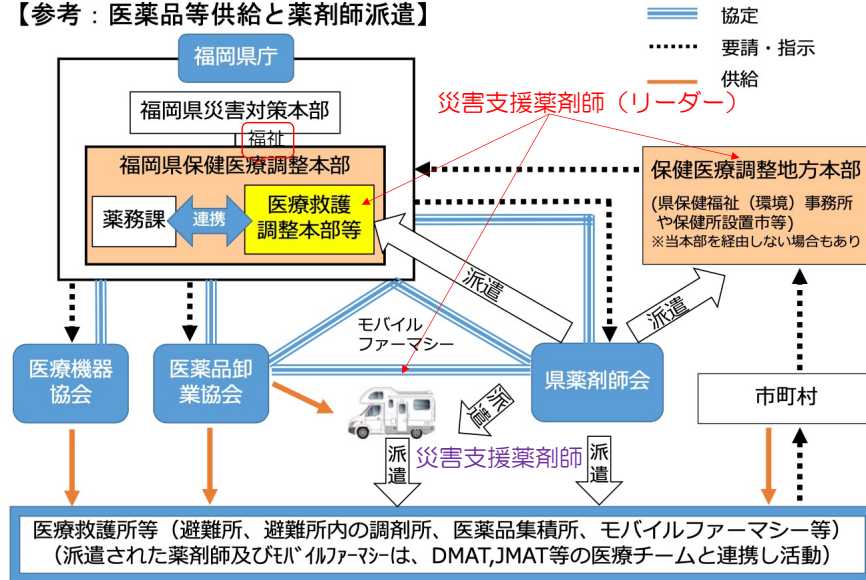 【参考：医薬品等供給と薬剤師派遣】
協定
要請・指示
供給
福岡県庁
福岡県災害対策本部
福祉
福岡県保健医療調整本部
薬務課
連携
医療救護
調整本部等
災害支援薬剤師（リーダー）
保健医療調整地方本部
(県保健福祉（環境）事務所
や保健所設置市等)
※当本部を経由しない場合もあり
派遣
派遣
モバイル
ファーマシー
医療機器
協会
医薬品卸
業協会
県薬剤師会
市町村
派遣
派遣
災害支援薬剤師
派遣
医療救護所等（避難所、避難所内の調剤所、医薬品集積所、モバイルファーマシー等）
（派遣された薬剤師及びﾓﾊﾞｲﾙﾌｧｰﾏｼｰは、DMAT,JMAT等の医療チームと連携し活動）